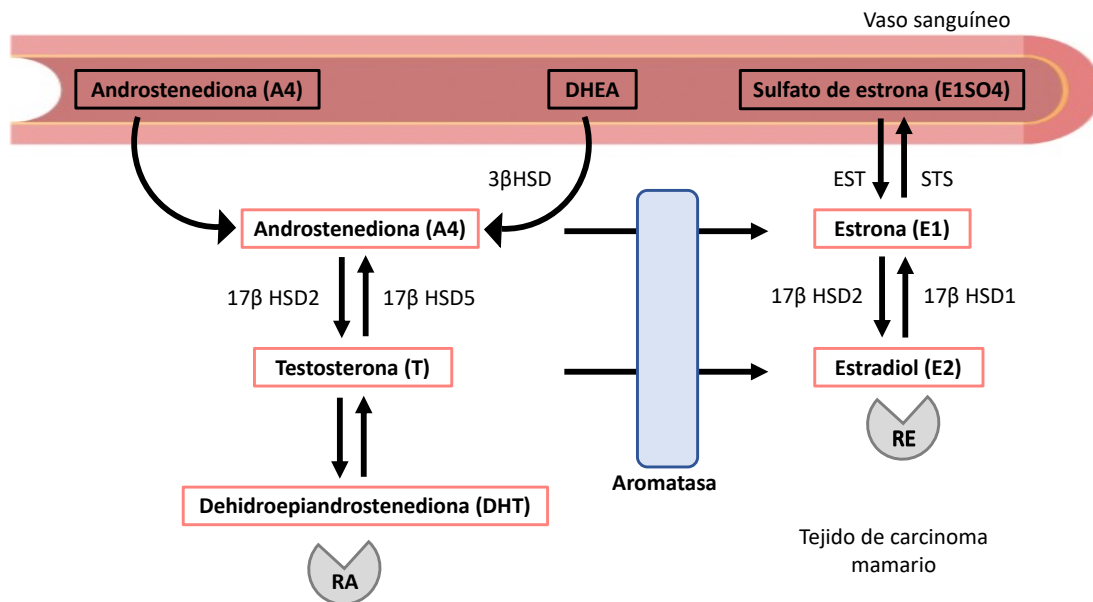 Vaso sanguíneo
Androstenediona (A4)
DHEA
Sulfato de estrona (E1SO4)
3βHSD
EST
STS
Androstenediona (A4)
Estrona (E1)
17β HSD2
17β HSD5
17β HSD2
17β HSD1
Testosterona (T)
Estradiol (E2)
RE
Aromatasa
Dehidroepiandrostenediona (DHT)
Tejido de carcinoma
mamario
RA